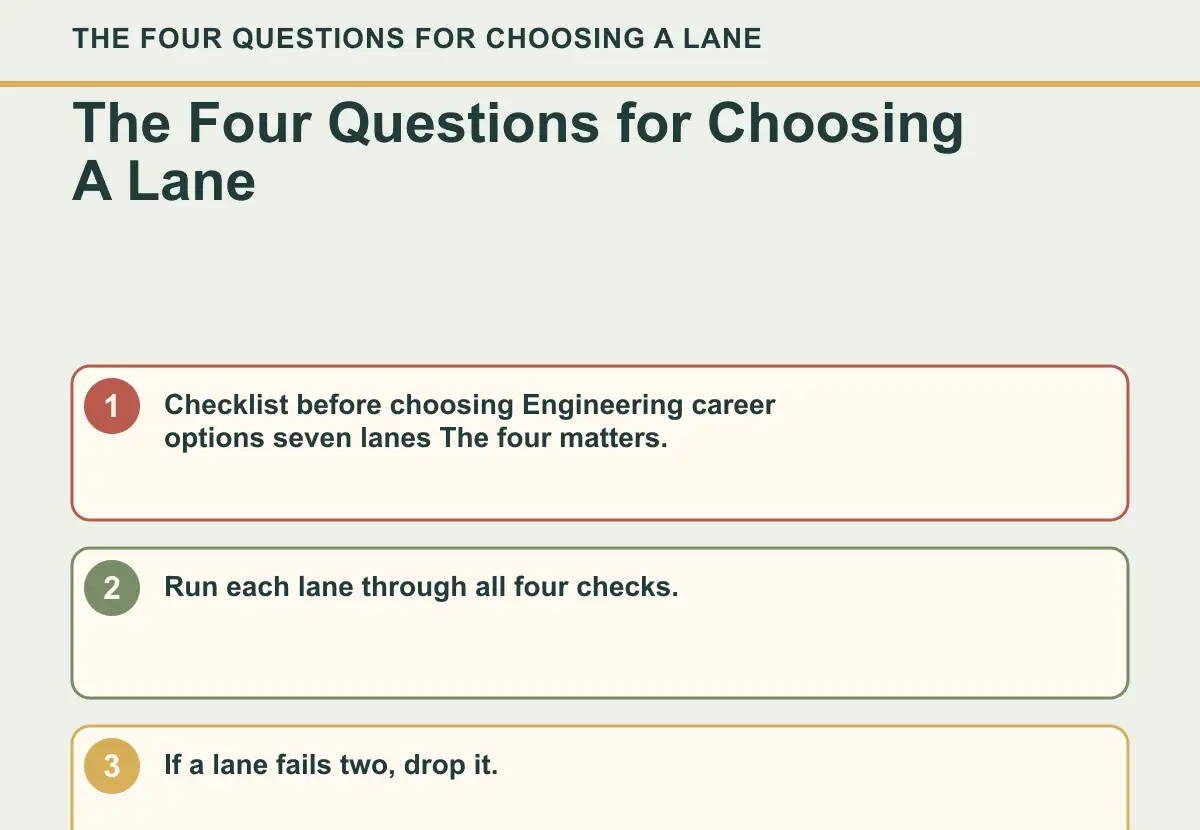 THE FOUR QUESTIONS FOR CHOOSING A LANE
The Four Questions for Choosing
A Lane
1
Checklist before choosing Engineering career
options seven lanes The four matters.
2
Run each lane through all four checks.
3
If a lane fails two, drop it.